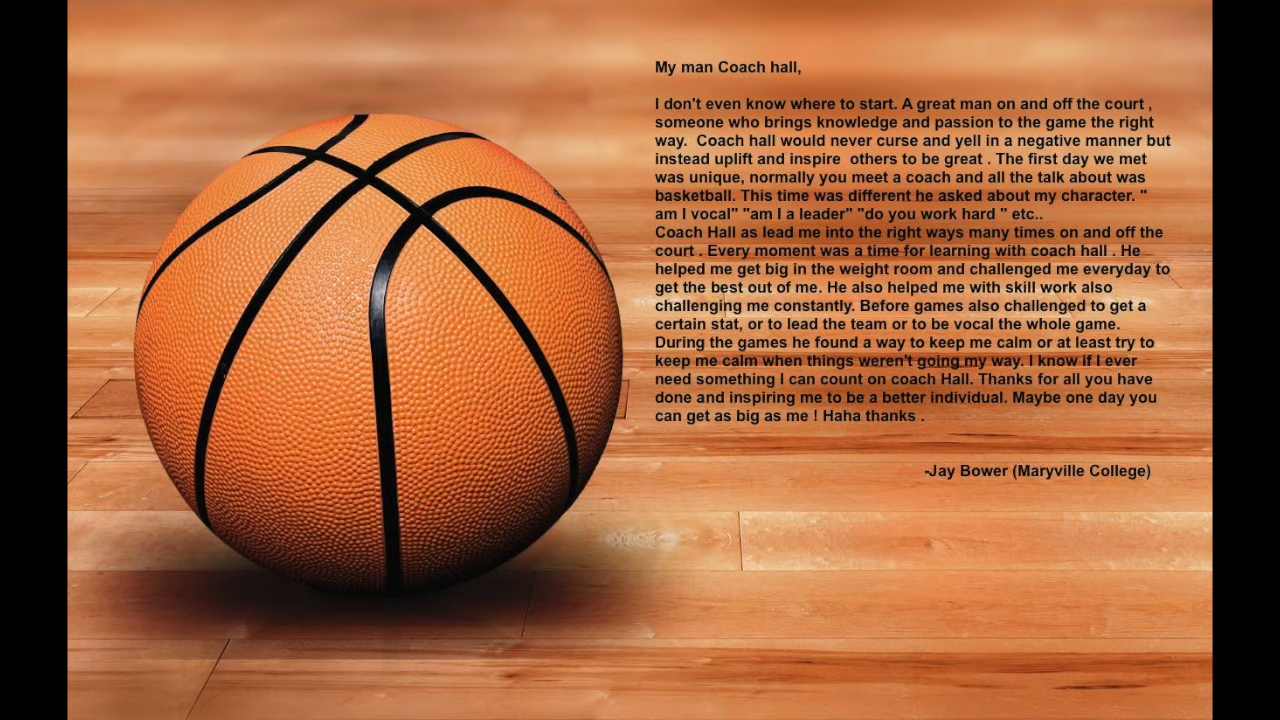 My man Coach hall,
I don't even know where to start. A great man on and off the court ,
someone who brings knowledge and passion to the game the right
way.  Coach hall would never curse and yell in a negative manner but
instead uplift and inspire  others to be great . The first day we met
was unique, normally you meet a coach and all the talk about was
basketball. This time was different he asked about my character. "
am I vocal" "am I a leader" "do you work hard " etc..
Coach Hall as lead me into the right ways many times on and off the
court . Every moment was a time for learning with coach hall . He
helped me get big in the weight room and challenged me everyday to
get the best out of me. He also helped me with skill work also
challenging me constantly. Before games also challenged to get a
certain stat, or to lead the team or to be vocal the whole game.
During the games he found a way to keep me calm or at least try to
keep me calm when things weren't going my way. I know if I ever
need something I can count on coach Hall. Thanks for all you have
done and inspiring me to be a better individual. Maybe one day you
can get as big as me ! Haha thanks .
-Jay Bower (Maryville College)